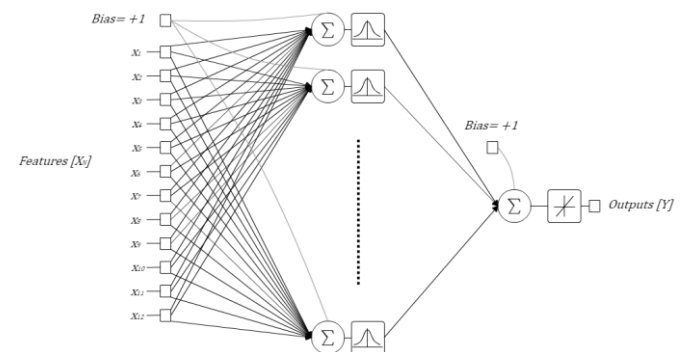 Bias= +1
X₁
X₂
X₃
X₄
X₅
X₆
X₇
X₈
X₉
X₁₀
X₁₁
X₁₂
Features [Xₙ]
Σ
Σ
Σ
Bias= +1
Σ
Outputs [Y]